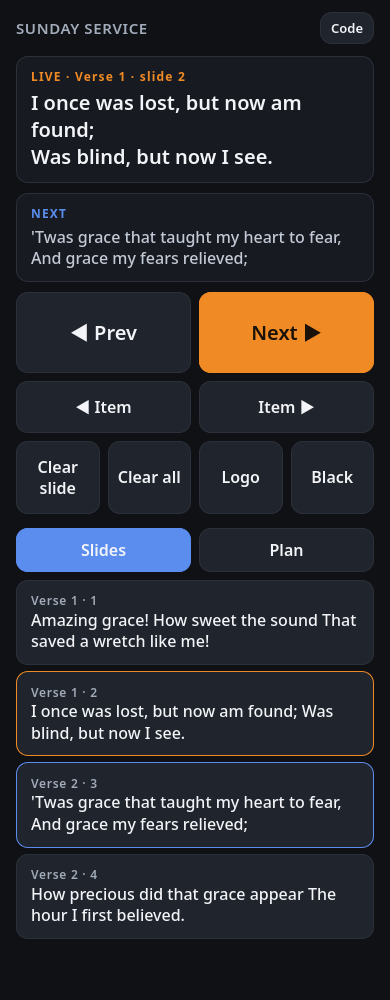 SUNDAY SERVICE
Code
LIVE · Verse 1 · slide 2
I once was lost, but now am
found;
Was blind, but now I see.
NEXT
'Twas grace that taught my heart to fear,
And grace my fears relieved;
◀ Prev
Next ▶
◀ Item
Item ▶
Clear
slide
Clear all
Logo
Black
Slides
Plan
Verse 1 · 1
Amazing grace! How sweet the sound That
saved a wretch like me!
Verse 1 · 2
I once was lost, but now am found; Was
blind, but now I see.
Verse 2 · 3
'Twas grace that taught my heart to fear,
And grace my fears relieved;
Verse 2 · 4
How precious did that grace appear The
hour I first believed.